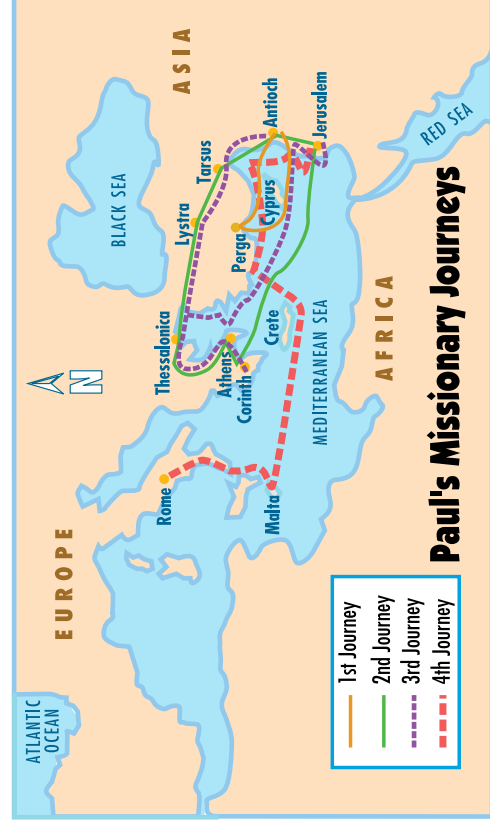 EUROPE
ASIA
ATLANTIC
OCEAN
BLACK SEA
N
Rome
Thessalonica
Lystra
Tarsus
Antioch
Athens
Corinth
Perga
Cyprus
Crete
Malta
Jerusalem
MEDITERRANEAN SEA
RED SEA
AFRICA
Paul's Missionary Journeys
1st Journey
2nd Journey
3rd Journey
4th Journey